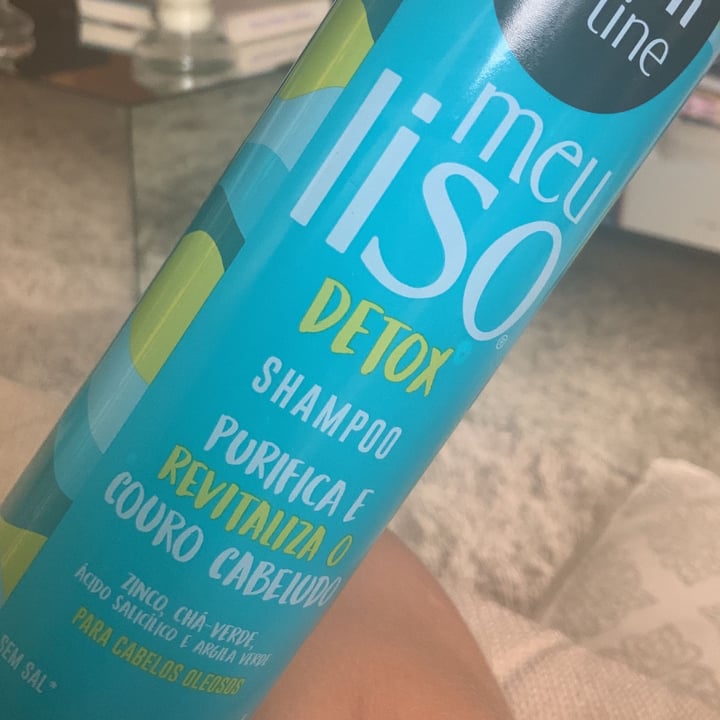 line
meu
liso®
DETOX
SHAMPOO
PURIFICA E
REVITALIZA O
COURO CABELUDO
ZINCO, CHÁ-VERDE,
ÁCIDO SALICÍLICO E ARGILA VERDE
PARA CABELOS OLEOSOS
SEM SAL*